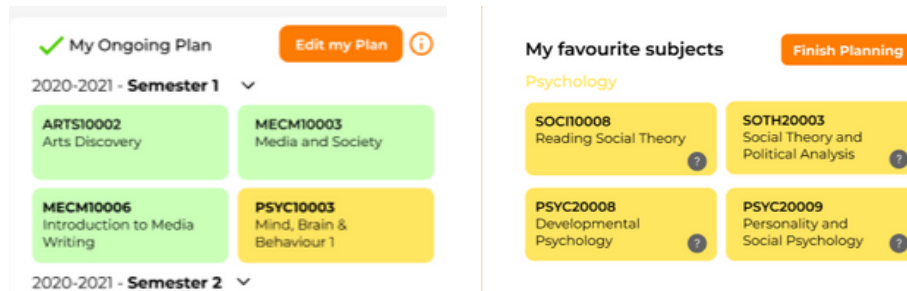 My Ongoing Plan
Edit my Plan
i
2020-2021 - Semester 1
ARTS10002
Arts Discovery
MECM10003
Media and Society
MECM10006
Introduction to Media
Writing
PSYC10003
Mind, Brain &
Behaviour 1
2020-2021 - Semester 2
My favourite subjects
Finish Planning
Psychology
SOCI10008
Reading Social Theory
?
SOTH20003
Social Theory and
Political Analysis
?
PSYC20008
Developmental
Psychology
?
PSYC20009
Personality and
Social Psychology
?